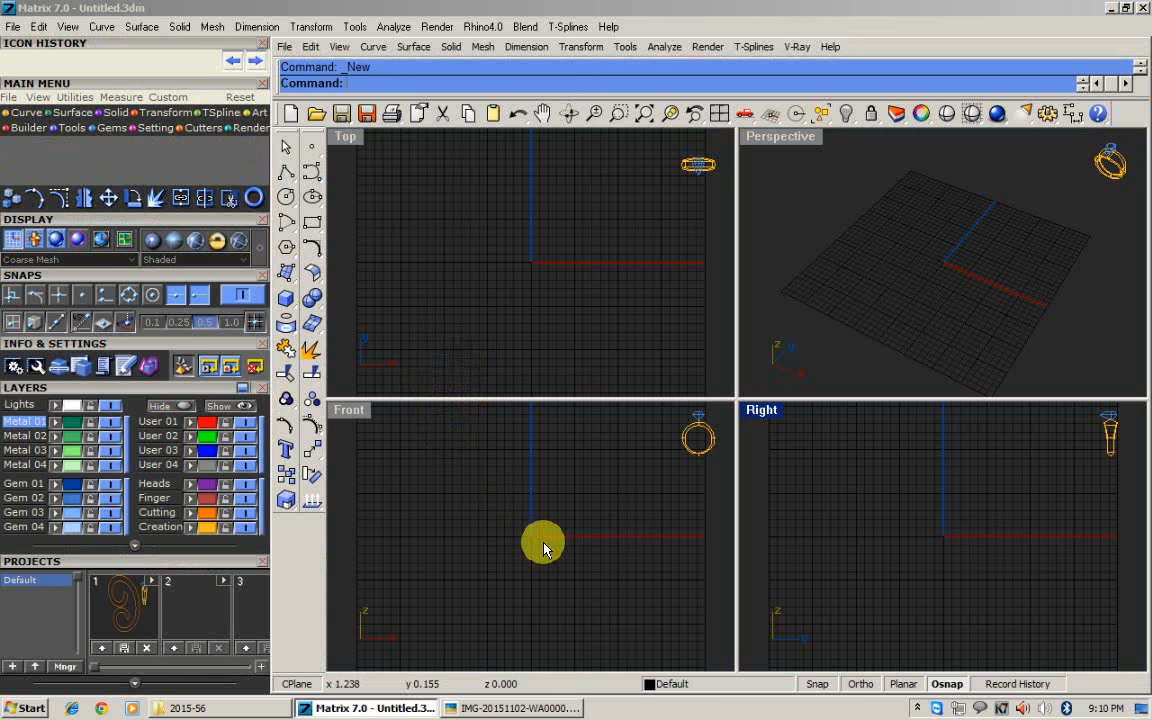 Matrix 7.0 - Untitled.3dm
File Edit View Curve Surface Solid Mesh Dimension Transform Tools Analyze Render Rhino4.0 Blend T-Splines Help
ICON HISTORY
MAIN MENU
File View Utilities Measure Custom Reset
Curve Surface Solid Transform TSpline Art
Builder Tools Gems Setting Cutters Render
DISPLAY
Coarse Mesh Shaded
SNAPS
0.1 0.25 0.5 1.0
INFO & SETTINGS
LAYERS
Lights Hide Show
Metal 01 User 01
Metal 02 User 02
Metal 03 User 03
Metal 04 User 04
Gem 01 Heads
Gem 02 Finger
Gem 03 Cutting
Gem 04 Creation
PROJECTS
Default 1 2 3
Mngr
File Edit View Curve Surface Solid Mesh Dimension Transform Tools Analyze Render T-Splines V-Ray Help
Command: _New
Command:
Top
y
Perspective
z y x
Front
z
Right
z
CPlane x 1.238 y 0.155 z 0.000 Default Snap Ortho Planar Osnap Record History
Start 2015-56 Matrix 7.0 - Untitled.3... IMG-20151102-WA0000.... 9:10 PM